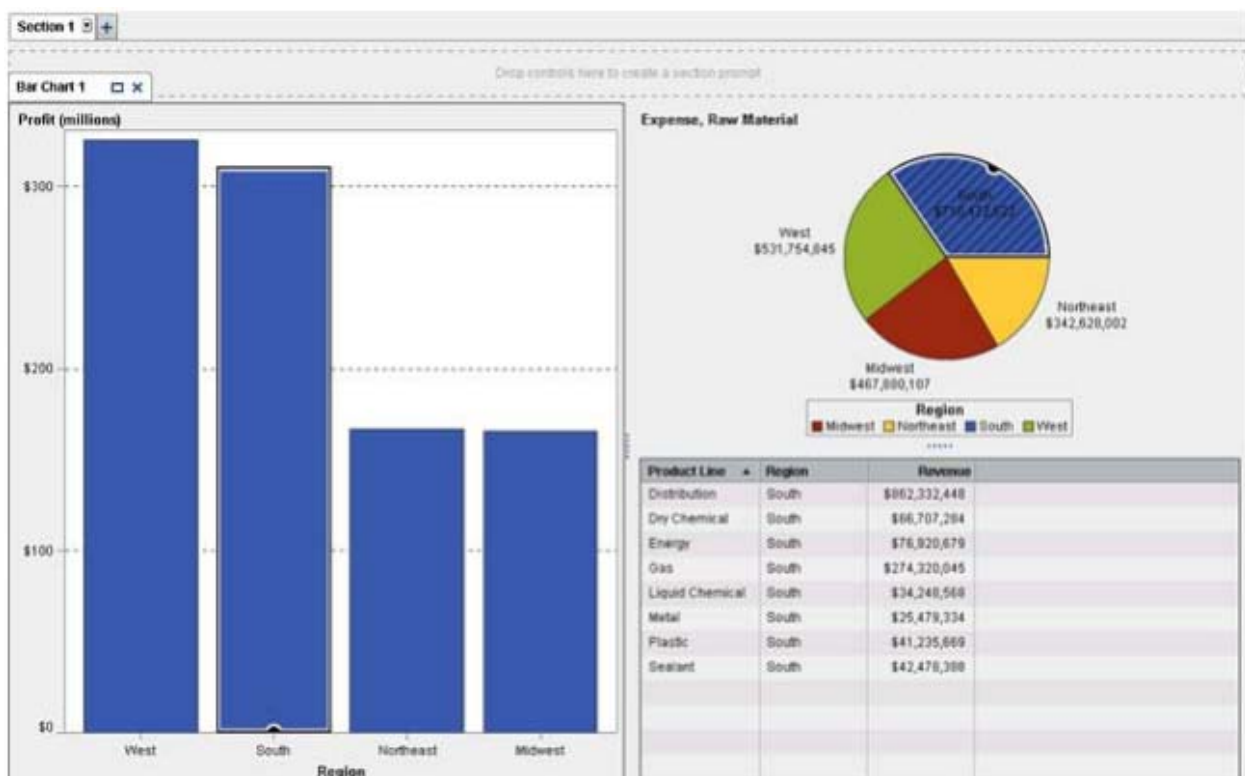 Section 1
Drop controls here to create a section prompt
Bar Chart 1
Profit (millions)
$300
$200
$100
$0
West
South
Northeast
Midwest
Region
Expense, Raw Material
South
West
$531,754,845
Northeast
$342,628,002
Midwest
$467,880,107
Region
Midwest Northeast South West
Product Line Region Revenue
Distribution South $862,332,448
Dry Chemical South $66,707,284
Energy South $76,920,679
Gas South $274,320,045
Liquid Chemical South $34,248,568
Metal South $25,479,334
Plastic South $41,235,669
Sealant South $42,478,388